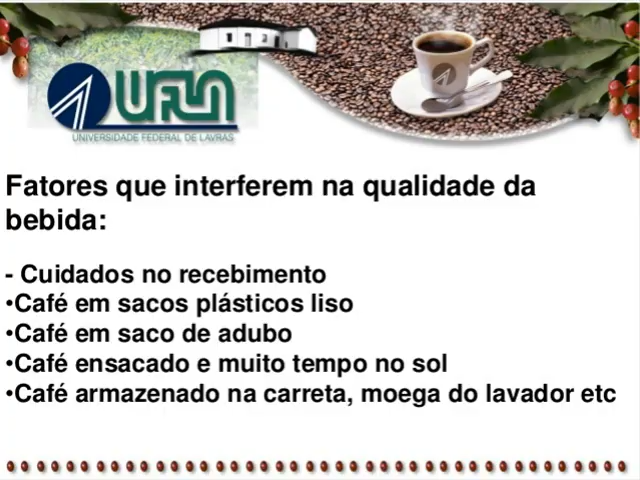 UFLA
UNIVERSIDADE FEDERAL DE LAVRAS
Fatores que interferem na qualidade da
bebida:
- Cuidados no recebimento
•Café em sacos plásticos liso
•Café em saco de adubo
•Café ensacado e muito tempo no sol
•Café armazenado na carreta, moega do lavador etc